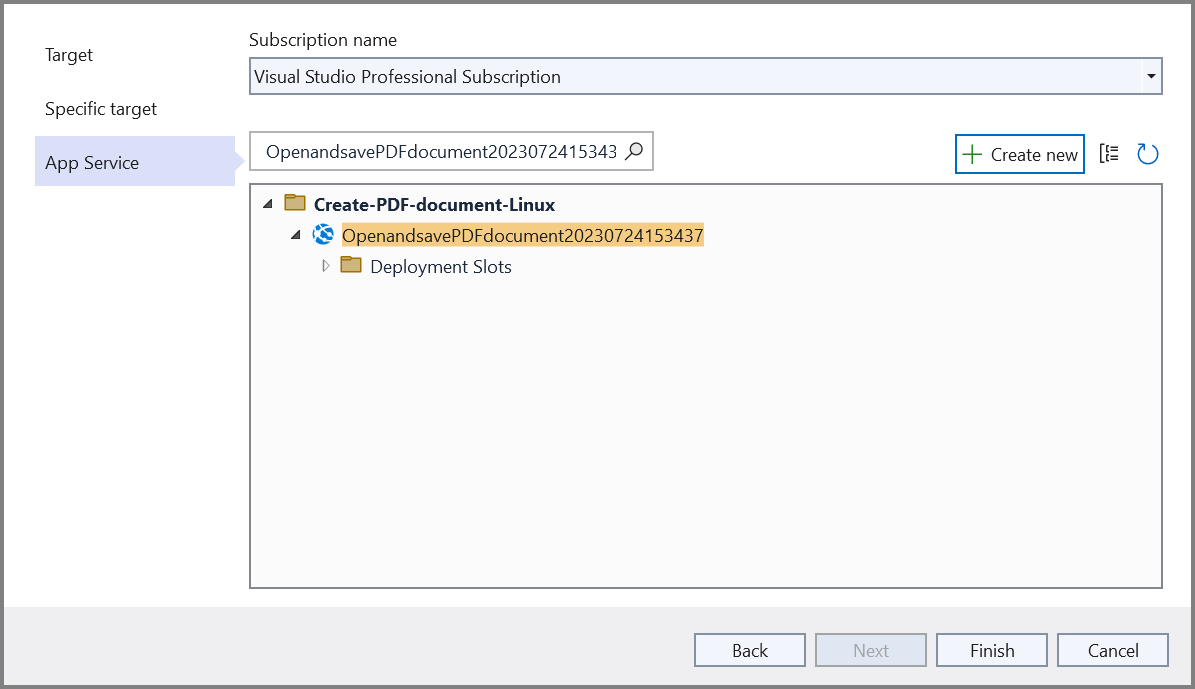 Target
Specific target
App Service
Subscription name
Visual Studio Professional Subscription
OpenandsavePDFdocument2023072415343
Create new
Create-PDF-document-Linux
OpenandsavePDFdocument20230724153437
Deployment Slots
Back
Next
Finish
Cancel